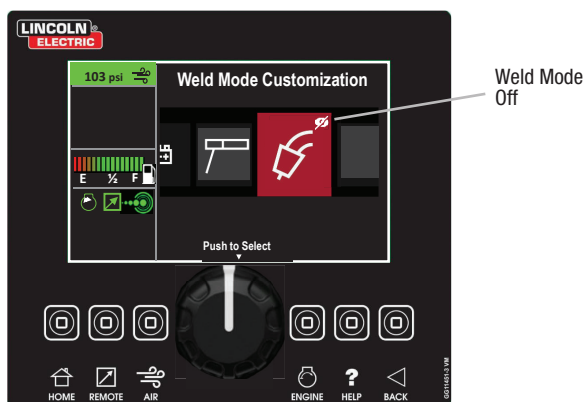 LINCOLN ®
ELECTRIC
103 psi
Weld Mode Customization
Weld Mode
Off
E ½ F
Push to Select
HOME REMOTE AIR ENGINE ? HELP BACK
GG11451-3 VM